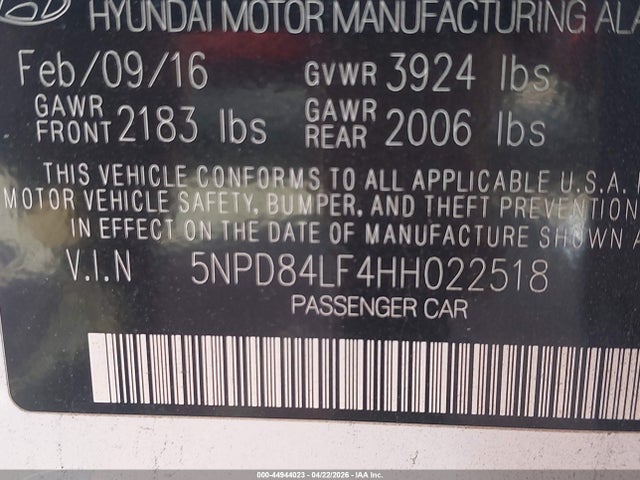 HYUNDAI MOTOR MANUFACTURING ALA
Feb/09/16 GVWR 3924 lbs
GAWR FRONT 2183 lbs GAWR REAR 2006 lbs
THIS VEHICLE CONFORMS TO ALL APPLICABLE U.S.A.
MOTOR VEHICLE SAFETY, BUMPER, AND THEFT PREVENTION
IN EFFECT ON THE DATE OF MANUFACTURE SHOWN A
V.I.N 5NPD84LF4HH022518
PASSENGER CAR
000-44944023 - 04/22/2026 - IAA Inc.